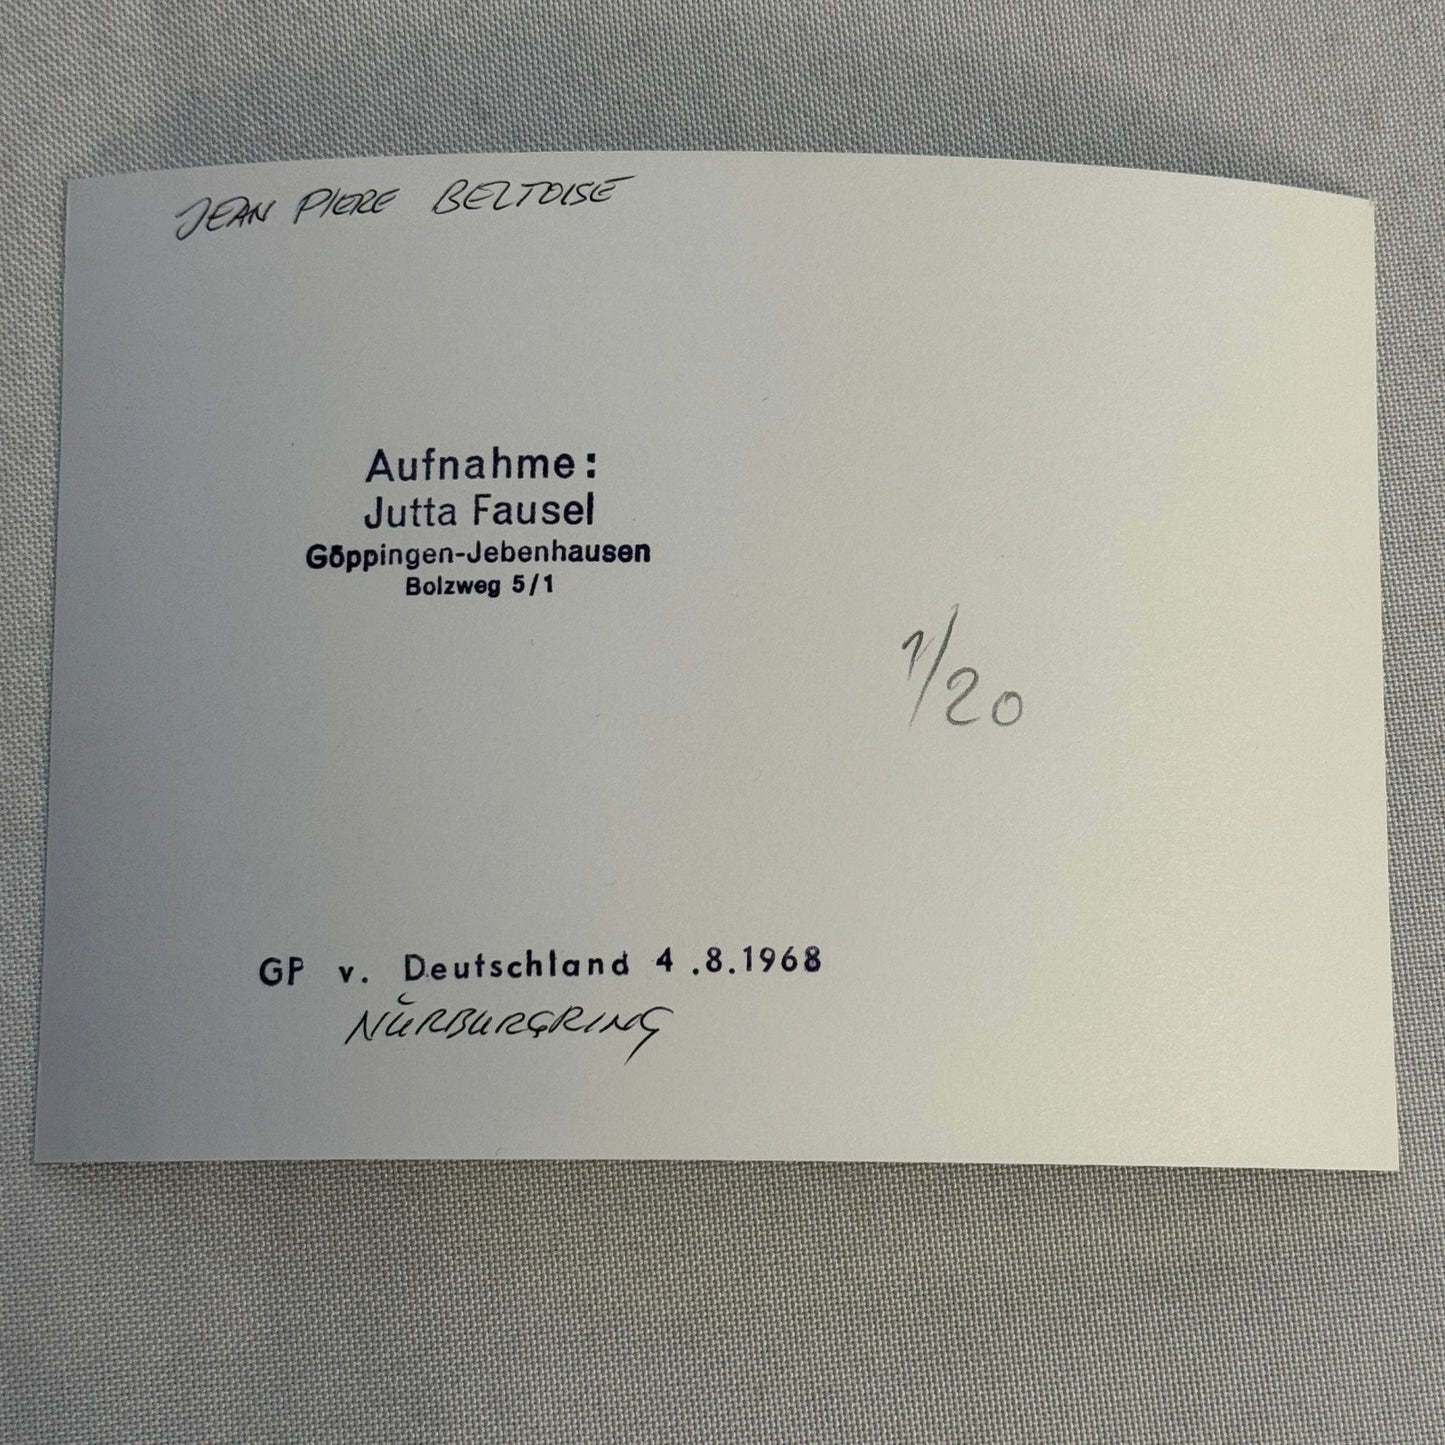 JEAN PIERE BELTOISE
Aufnahme:
Jutta Fausel
Göppingen-Jebenhausen
Bolzweg 5/1
1/20
GP v. Deutschland 4.8.1968
NÜRBURGRING